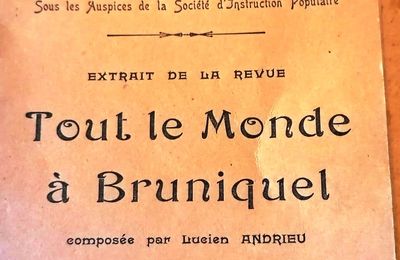 Sous les Auspices de la Société d'Instruction Populaire
EXTRAIT DE LA REVUE
Tout le Monde
à Bruniquel
composée par Lucien ANDRIEU